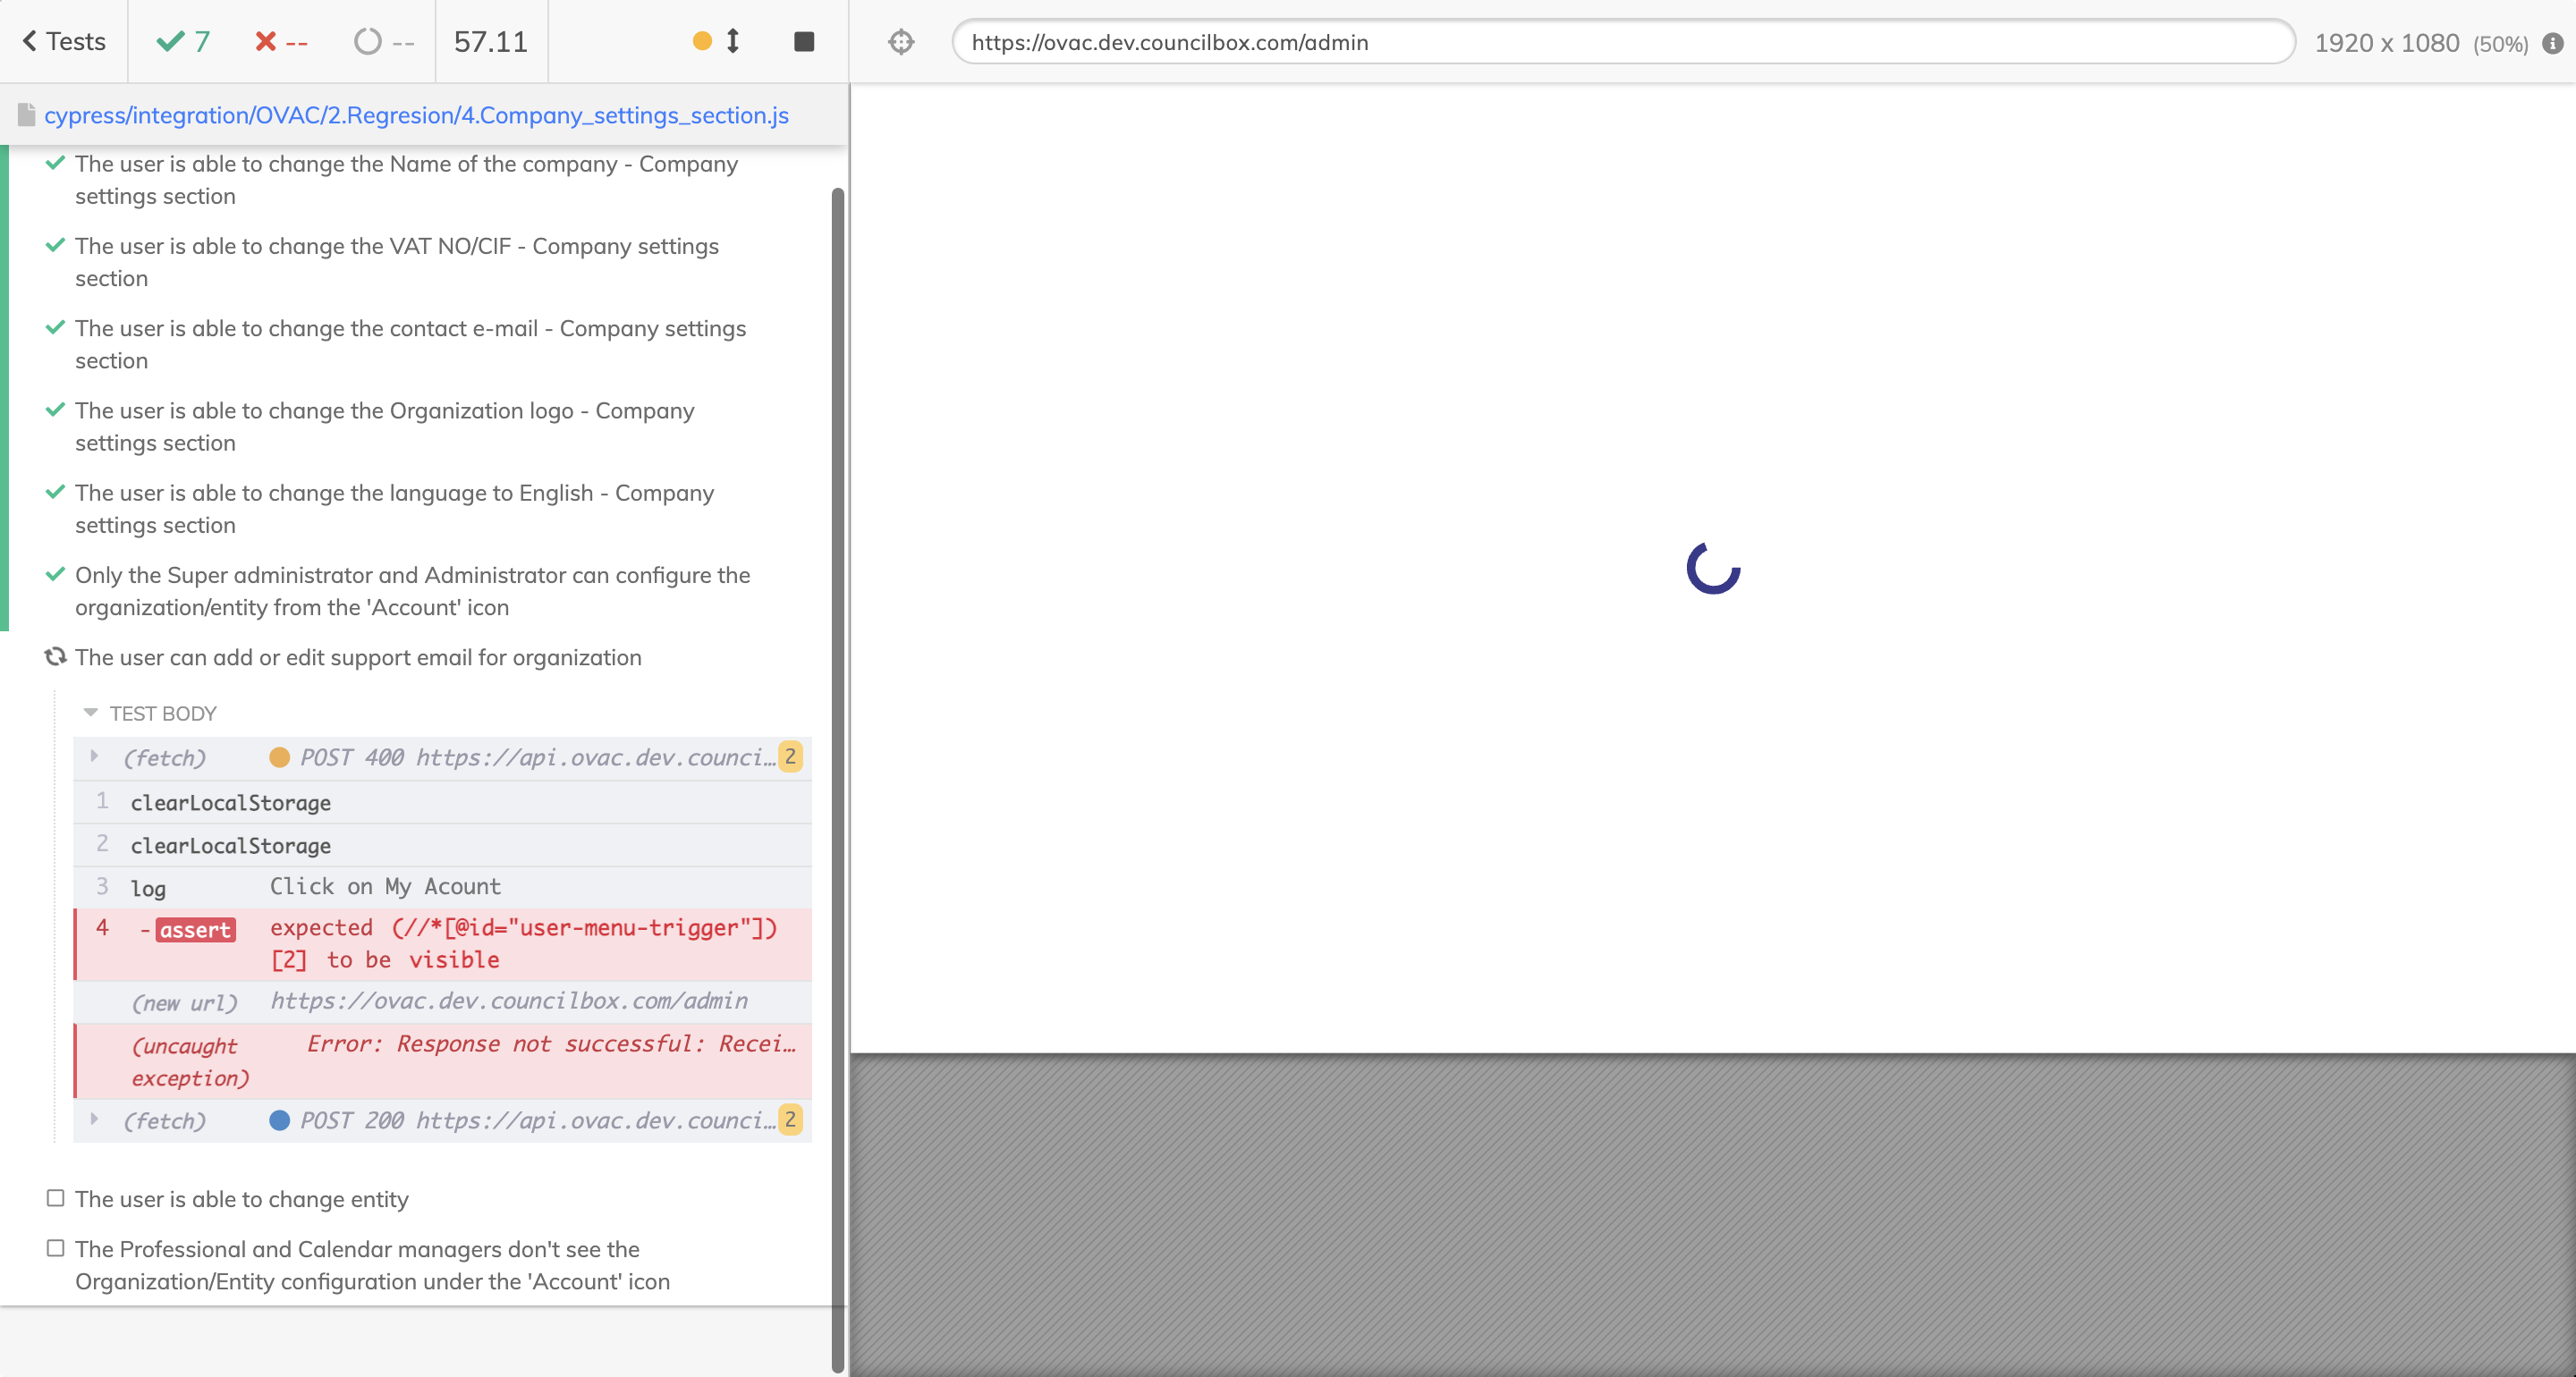 Tests
7
--
--
57.11
https://ovac.dev.councilbox.com/admin
1920 x 1080 (50%)
cypress/integration/OVAC/2.Regresion/4.Company_settings_section.js
The user is able to change the Name of the company - Company
settings section
The user is able to change the VAT NO/CIF - Company settings
section
The user is able to change the contact e-mail - Company settings
section
The user is able to change the Organization logo - Company
settings section
The user is able to change the language to English - Company
settings section
Only the Super administrator and Administrator can configure the
organization/entity from the 'Account' icon
The user can add or edit support email for organization
TEST BODY
(fetch) POST 400 https://api.ovac.dev.counci... 2
1 clearLocalStorage
2 clearLocalStorage
3 log Click on My Acount
4 -assert expected (//*[@id="user-menu-trigger"])
[2] to be visible
(new url) https://ovac.dev.councilbox.com/admin
(uncaught Error: Response not successful: Recei...
exception)
(fetch) POST 200 https://api.ovac.dev.counci... 2
The user is able to change entity
The Professional and Calendar managers don't see the
Organization/Entity configuration under the 'Account' icon